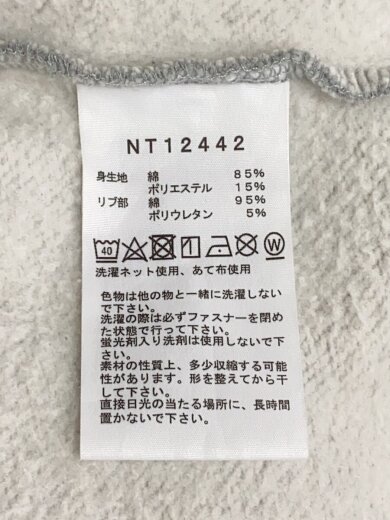 NT12442
身生地 綿 85%
ポリエステル 15%
リブ部 綿 95%
ポリウレタン 5%
40 W
洗濯ネット使用、あて布使用
色物は他の物と一緒に洗濯しない
で下さい。
洗濯の際は必ずファスナーを閉め
た状態で行って下さい。
蛍光剤入り洗剤は使用しないで下
さい。
素材の性質上、多少収縮する可能
性があります。形を整えてから干
して下さい。
直接日光の当たる場所に、長時間
置かないで下さい。